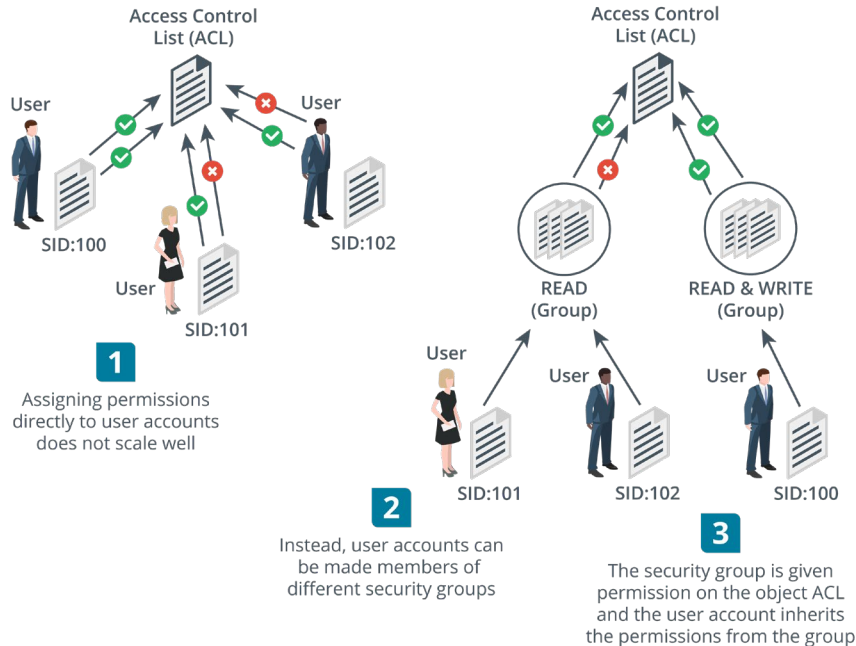 Access Control
List (ACL)
User
User
SID:100
SID:102
User
SID:101
1
Assigning permissions
directly to user accounts
does not scale well
Access Control
List (ACL)
READ
(Group)
READ & WRITE
(Group)
User
User
User
SID:101
SID:102
SID:100
2
Instead, user accounts can
be made members of
different security groups
3
The security group is given
permission on the object ACL
and the user account inherits
the permissions from the group